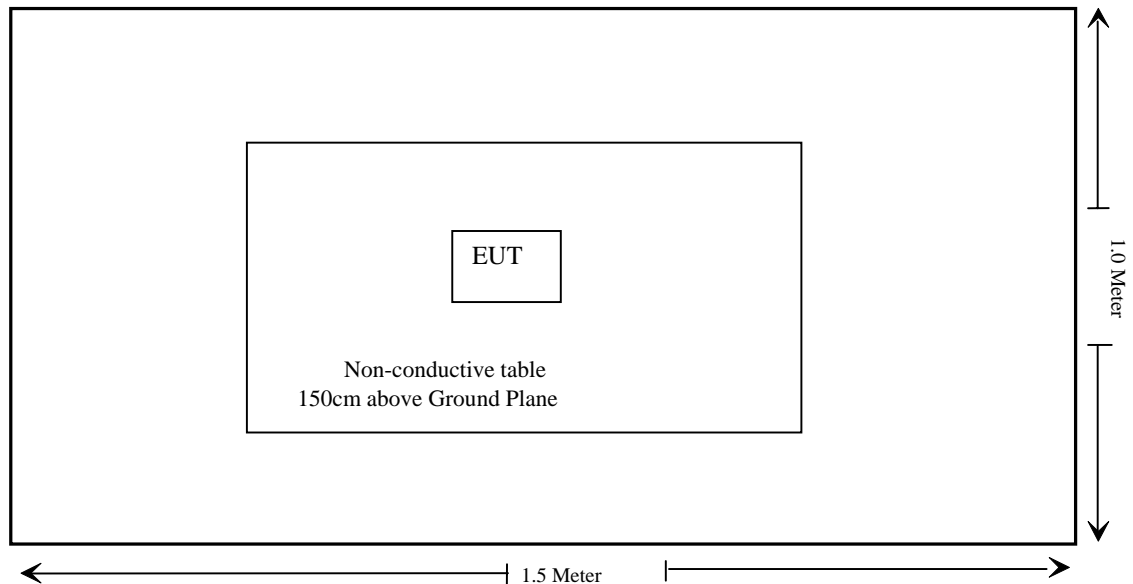 EUT
Non-conductive table
150cm above Ground Plane
1.0 Meter
1.5 Meter